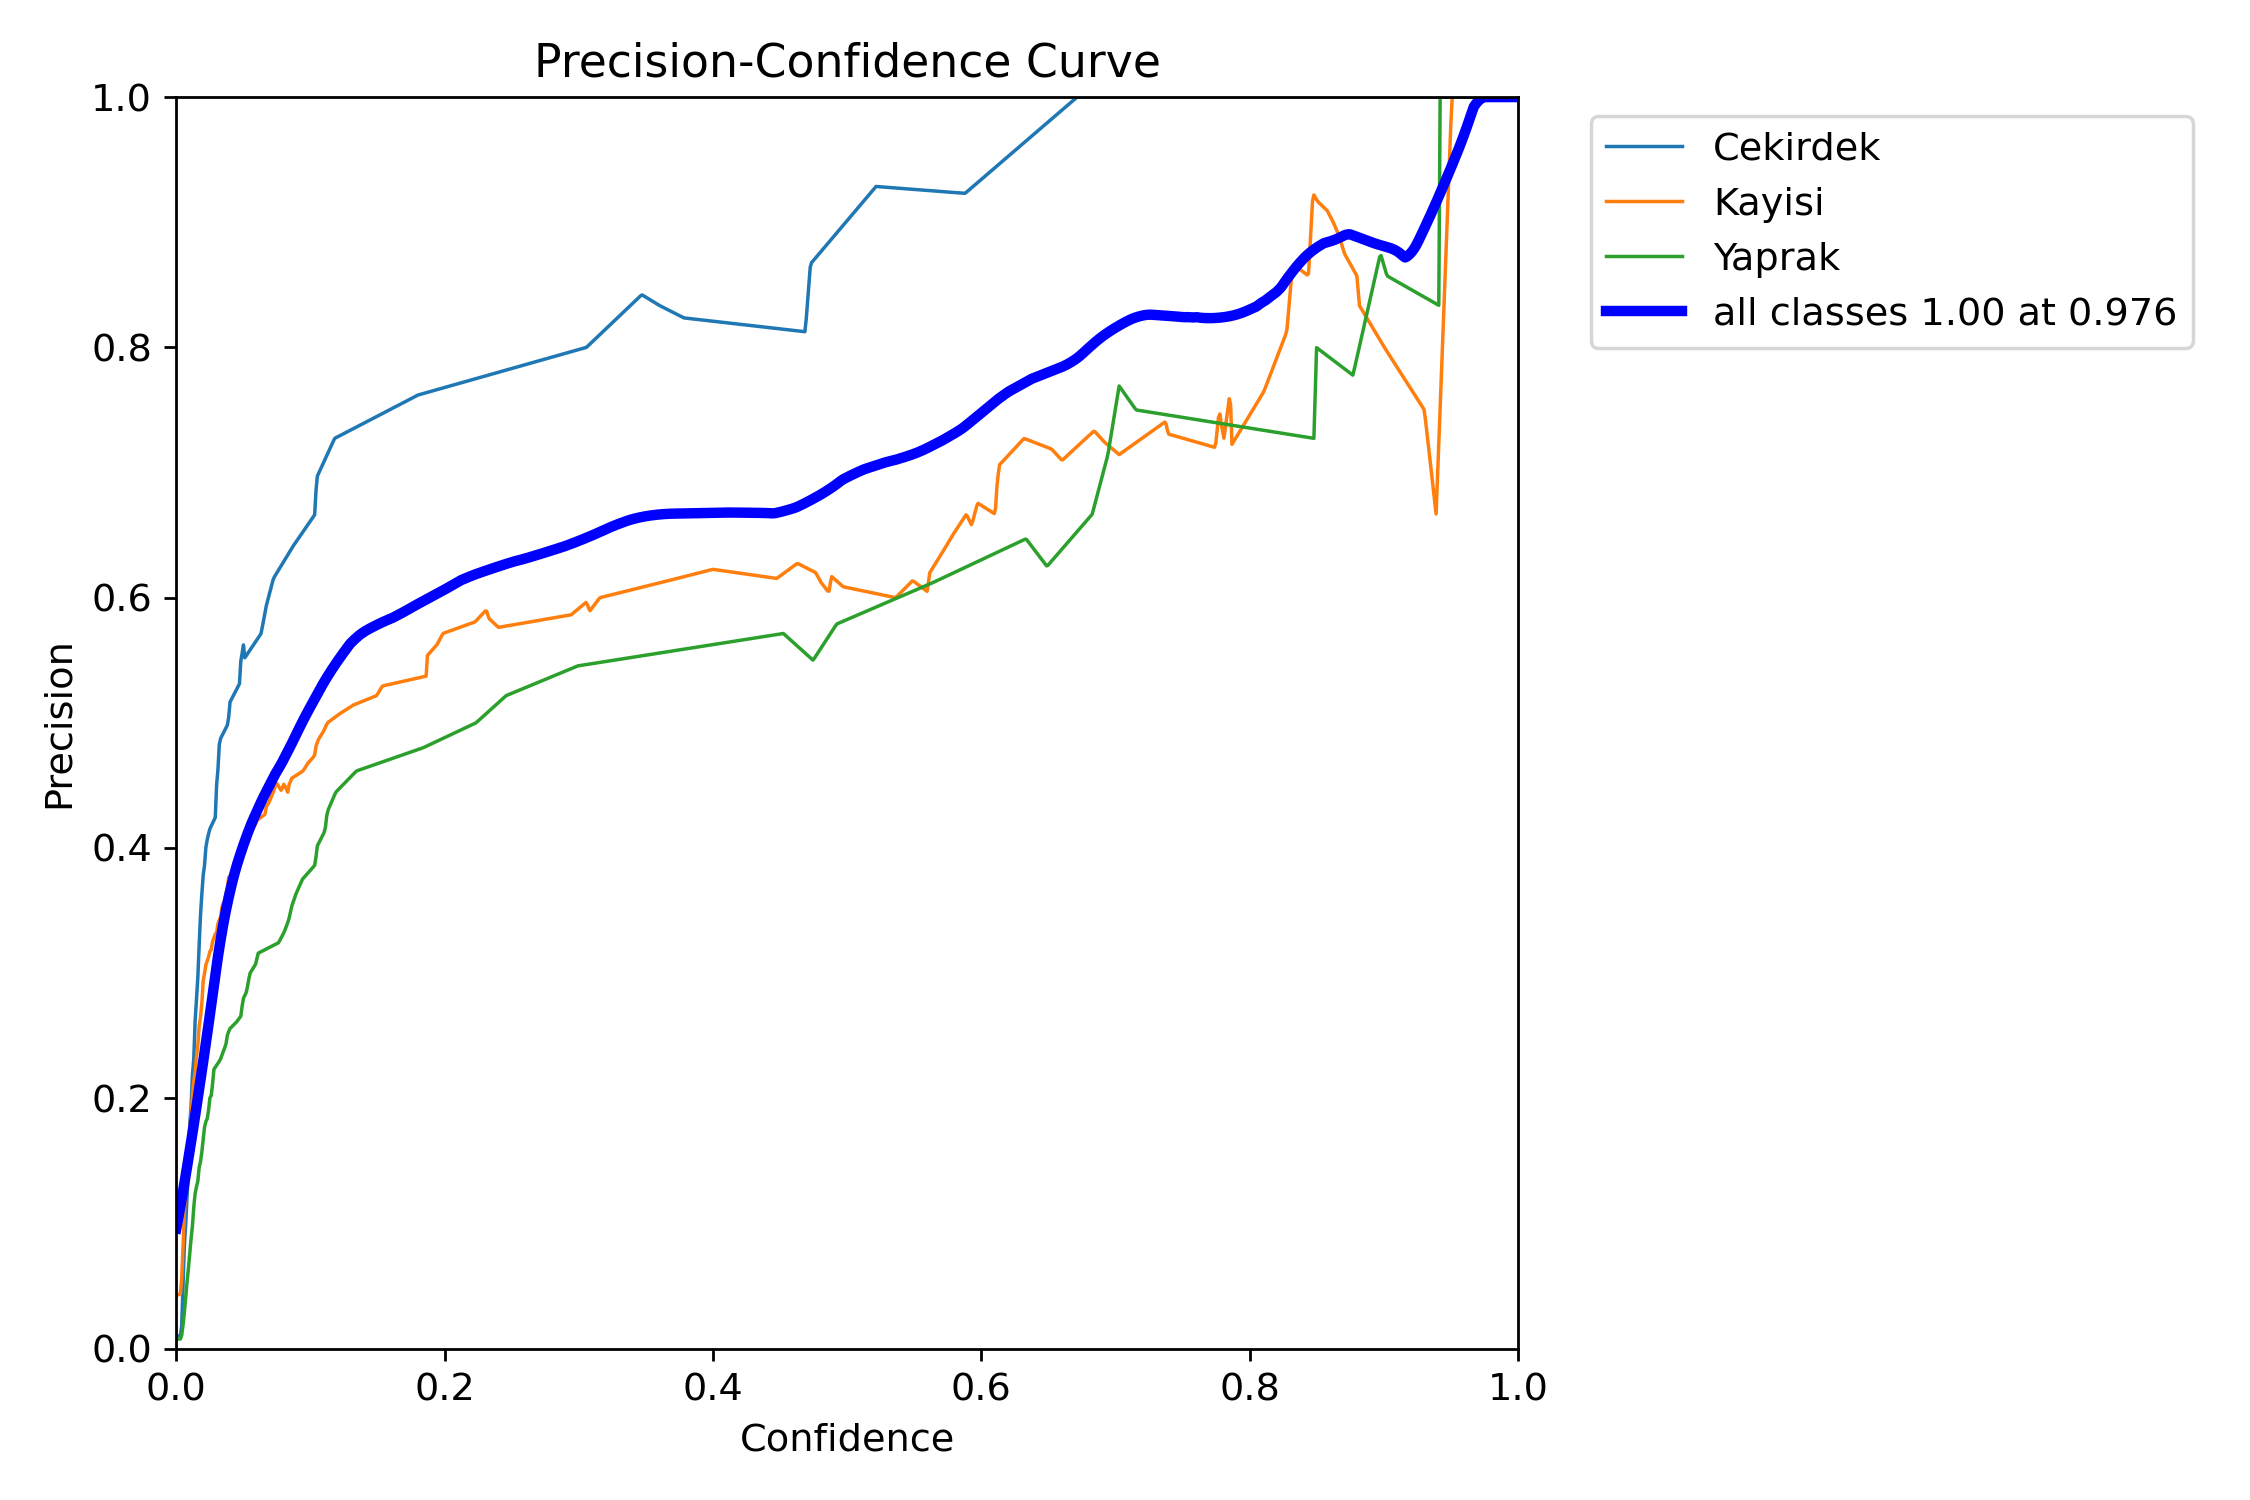 Precision-Confidence Curve
1.0
0.8
0.6
0.4
0.2
0.0
Precision
0.0 0.2 0.4 0.6 0.8 1.0
Confidence
Cekirdek
Kayisi
Yaprak
all classes 1.00 at 0.976